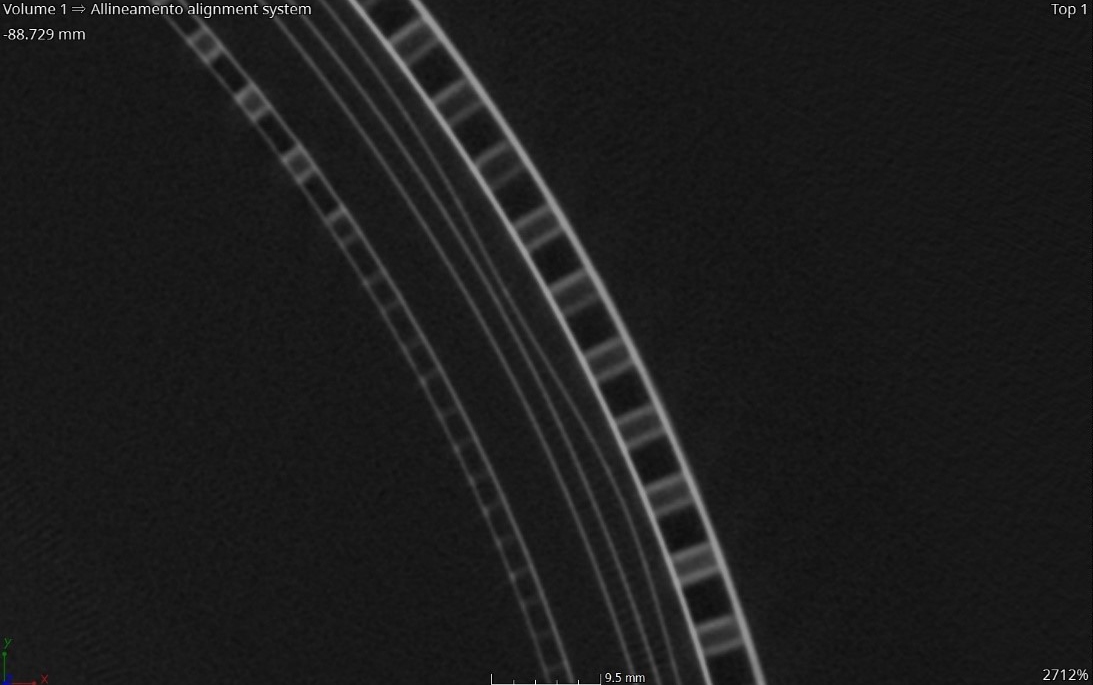 Volume 1 ⇒ Allineamento alignment system
Top 1
-88.729 mm
y
x
9.5 mm
2712%